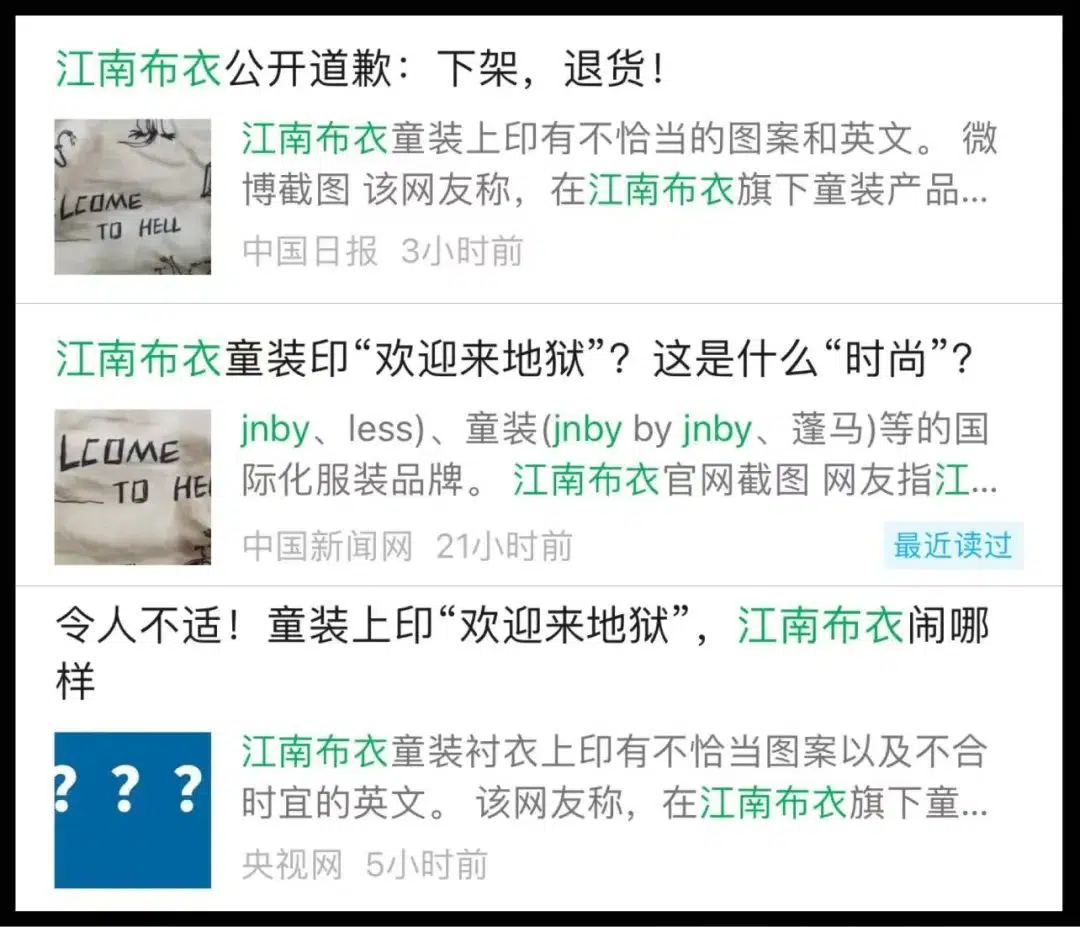 江南布衣公开道歉：下架，退货！
江南布衣童装上印有不恰当的图案和英文。 微
博截图 该网友称，在江南布衣旗下童装产品...
LCOME
TO HELL
中国日报 3小时前
江南布衣童装印“欢迎来地狱”？这是什么“时尚”？
jnby、less)、童装(jnby by jnby、蓬马)等的国
际化服装品牌。 江南布衣官网截图 网友指江...
LCOME
TO HE
中国新闻网 21小时前
最近读过
令人不适！童装上印“欢迎来地狱”，江南布衣闹哪
样
江南布衣童装衬衣上印有不恰当图案以及不合
时宜的英文。 该网友称，在江南布衣旗下童...
? ? ?
央视网 5小时前